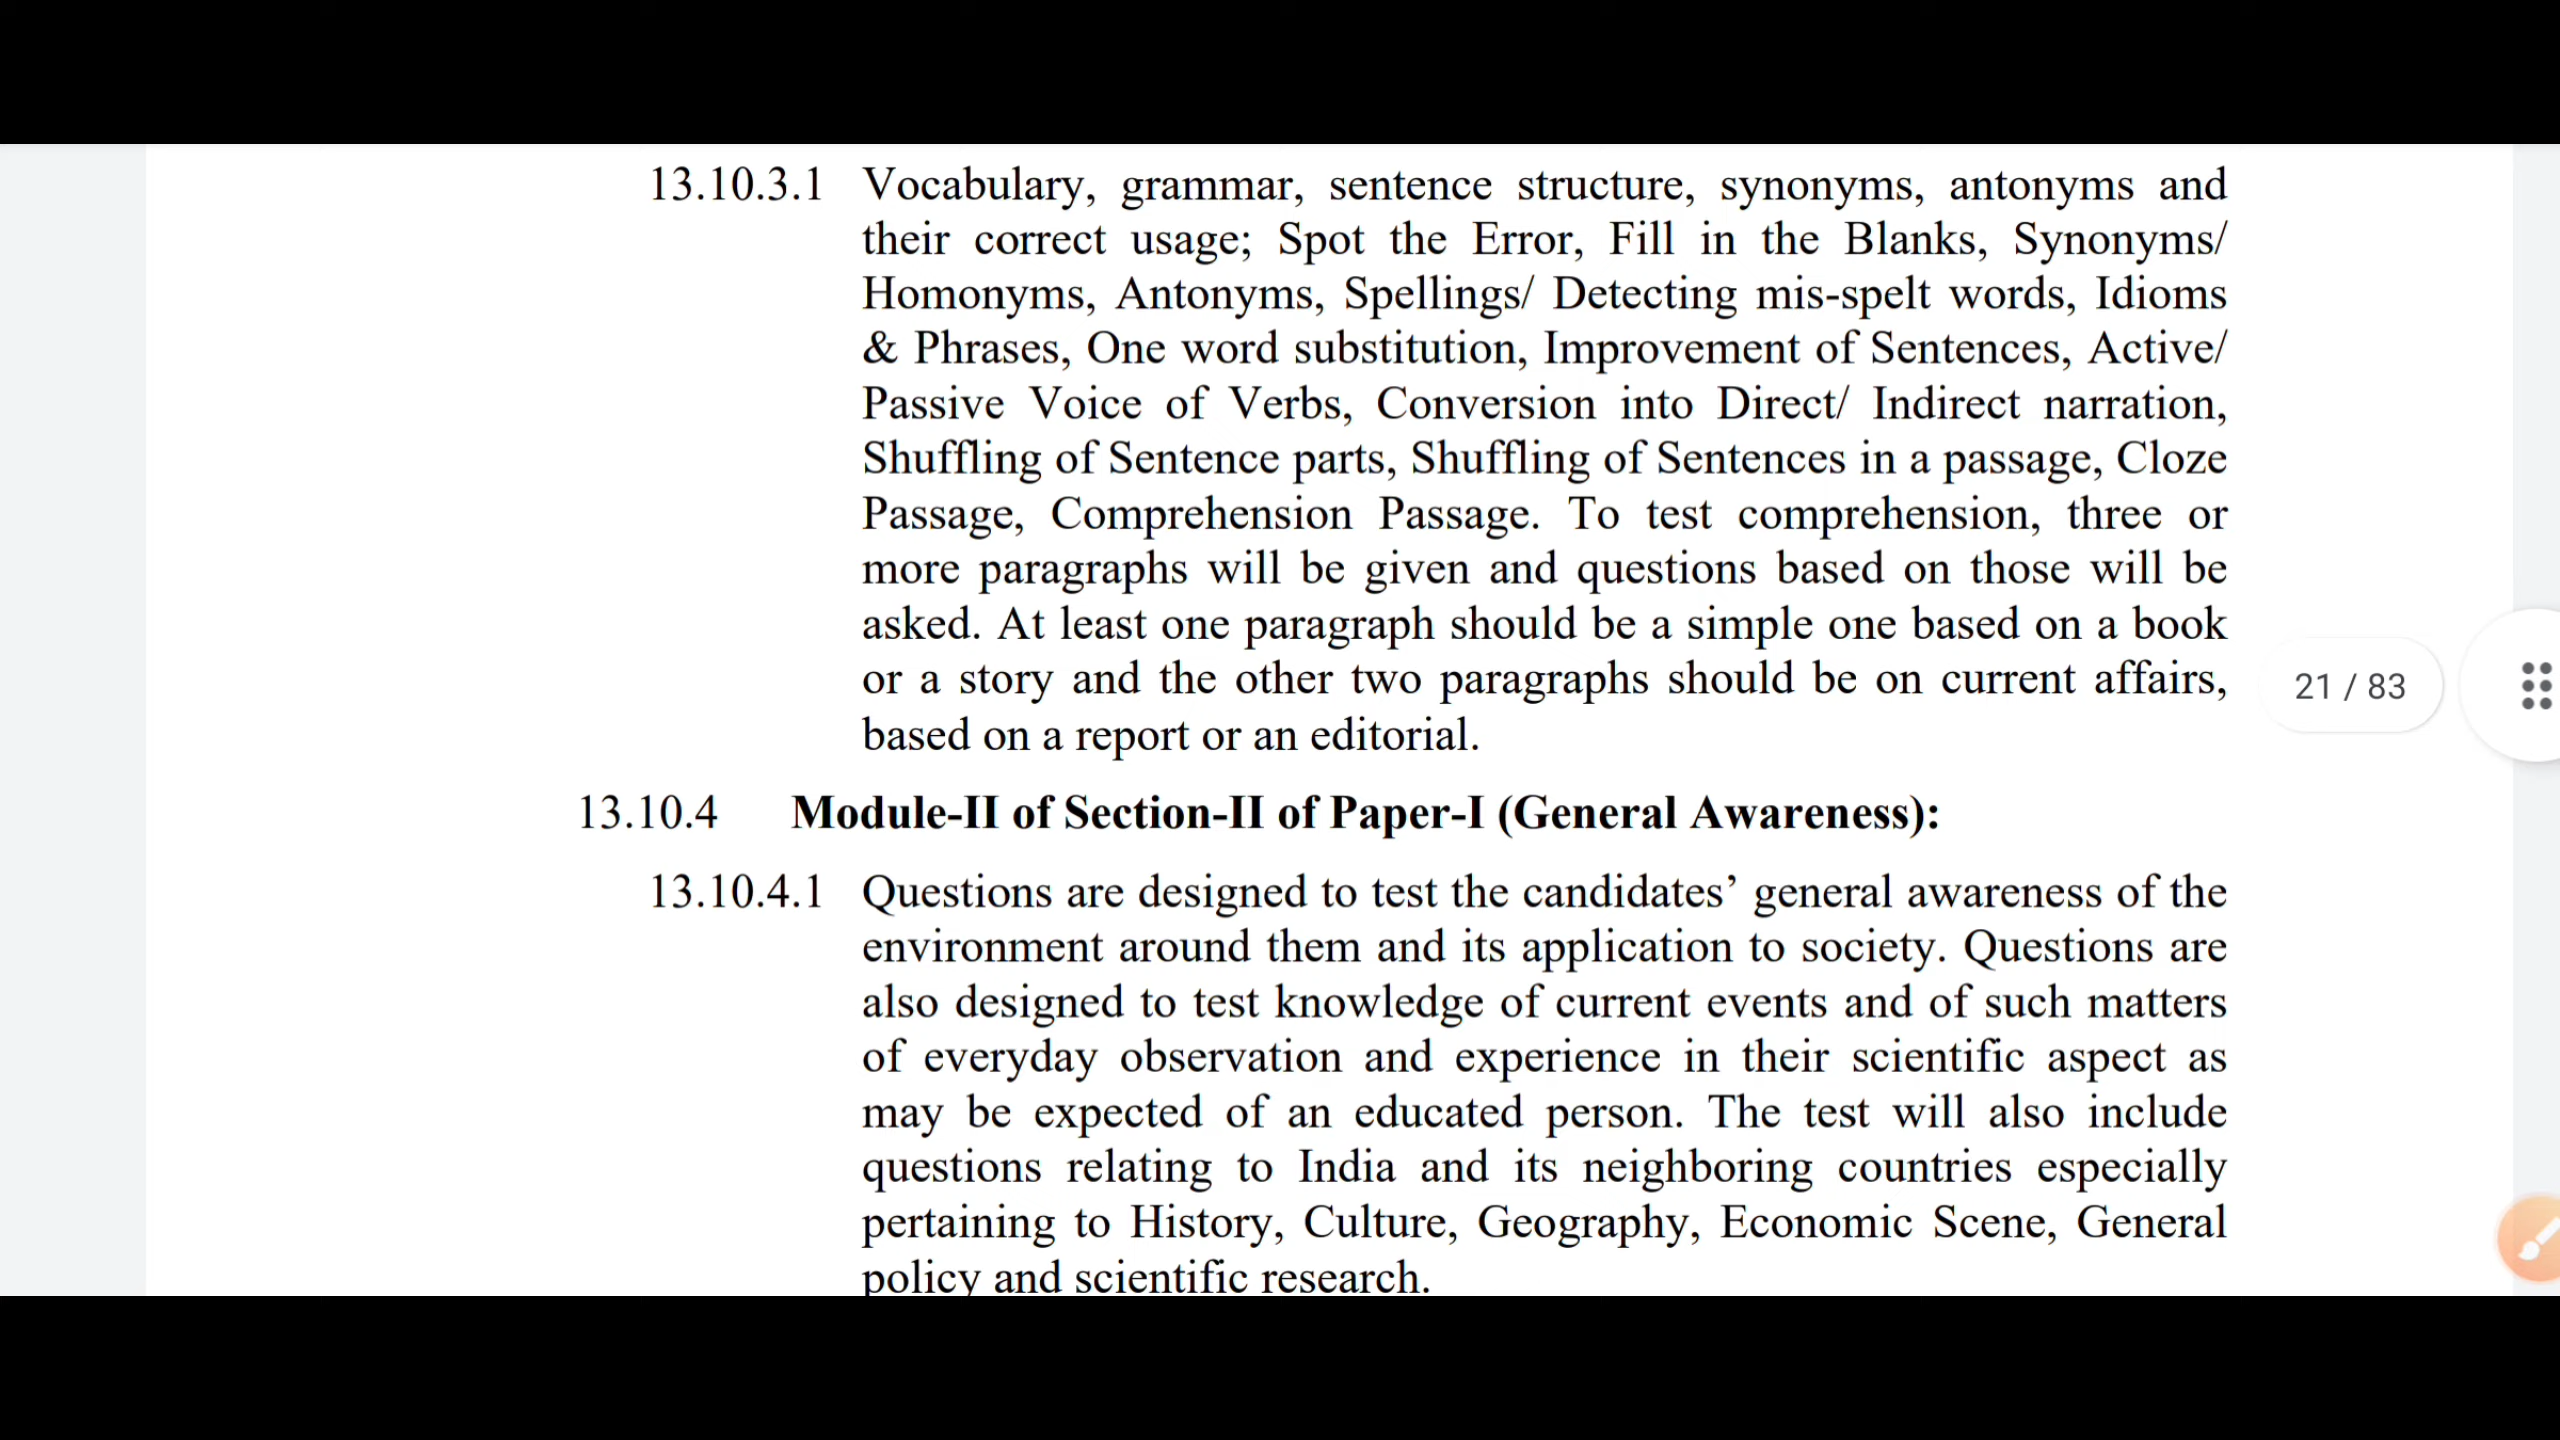 13.10.3.1 Vocabulary, grammar, sentence structure, synonyms, antonyms and
their correct usage; Spot the Error, Fill in the Blanks, Synonyms/
Homonyms, Antonyms, Spellings/ Detecting mis-spelt words, Idioms
& Phrases, One word substitution, Improvement of Sentences, Active/
Passive Voice of Verbs, Conversion into Direct/ Indirect narration,
Shuffling of Sentence parts, Shuffling of Sentences in a passage, Cloze
Passage, Comprehension Passage. To test comprehension, three or
more paragraphs will be given and questions based on those will be
asked. At least one paragraph should be a simple one based on a book
or a story and the other two paragraphs should be on current affairs,
based on a report or an editorial.
21 / 83
13.10.4 Module-II of Section-II of Paper-I (General Awareness):
13.10.4.1 Questions are designed to test the candidates’ general awareness of the
environment around them and its application to society. Questions are
also designed to test knowledge of current events and of such matters
of everyday observation and experience in their scientific aspect as
may be expected of an educated person. The test will also include
questions relating to India and its neighboring countries especially
pertaining to History, Culture, Geography, Economic Scene, General
policy and scientific research.